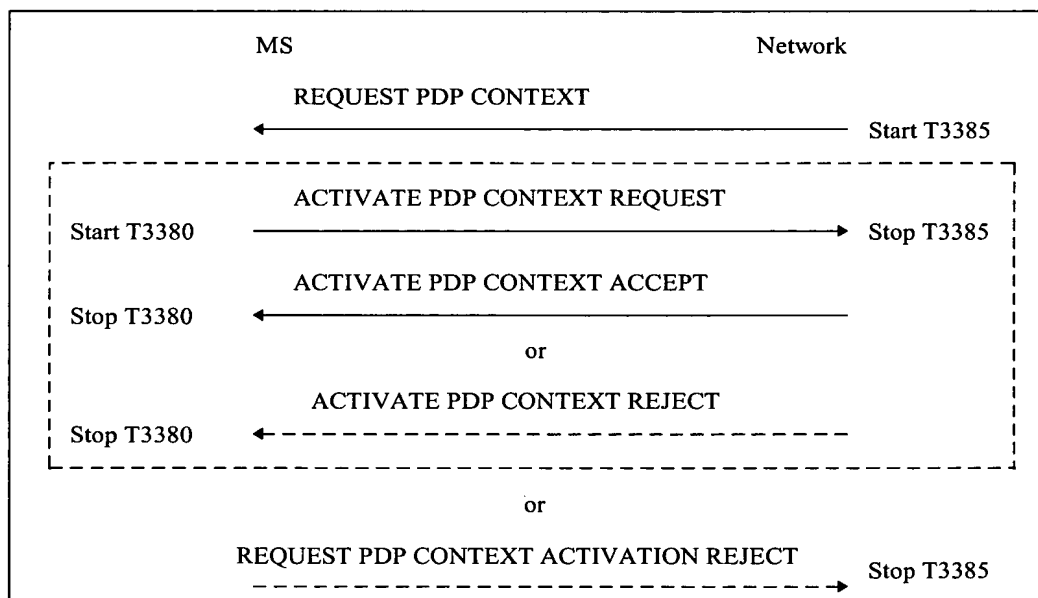 MS Network
REQUEST PDP CONTEXT
Start T3385
ACTIVATE PDP CONTEXT REQUEST
Start T3380 Stop T3385
ACTIVATE PDP CONTEXT ACCEPT
Stop T3380
or
ACTIVATE PDP CONTEXT REJECT
Stop T3380
or
REQUEST PDP CONTEXT ACTIVATION REJECT
Stop T3385